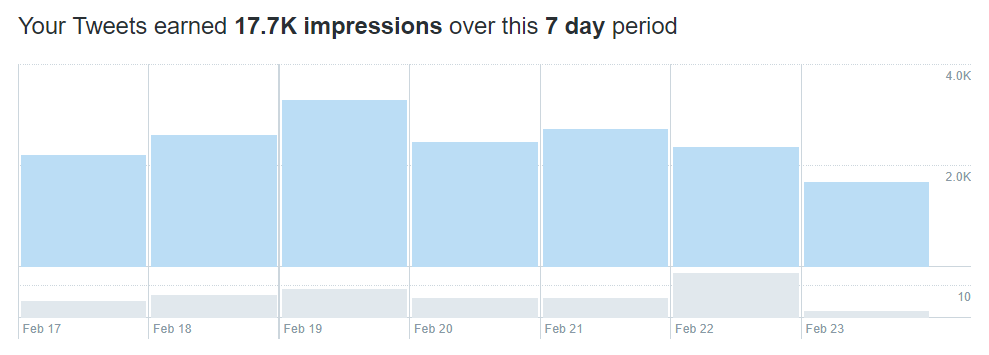 Your Tweets earned 17.7K impressions over this 7 day period
4.0K
2.0K
10
Feb 17 Feb 18 Feb 19 Feb 20 Feb 21 Feb 22 Feb 23